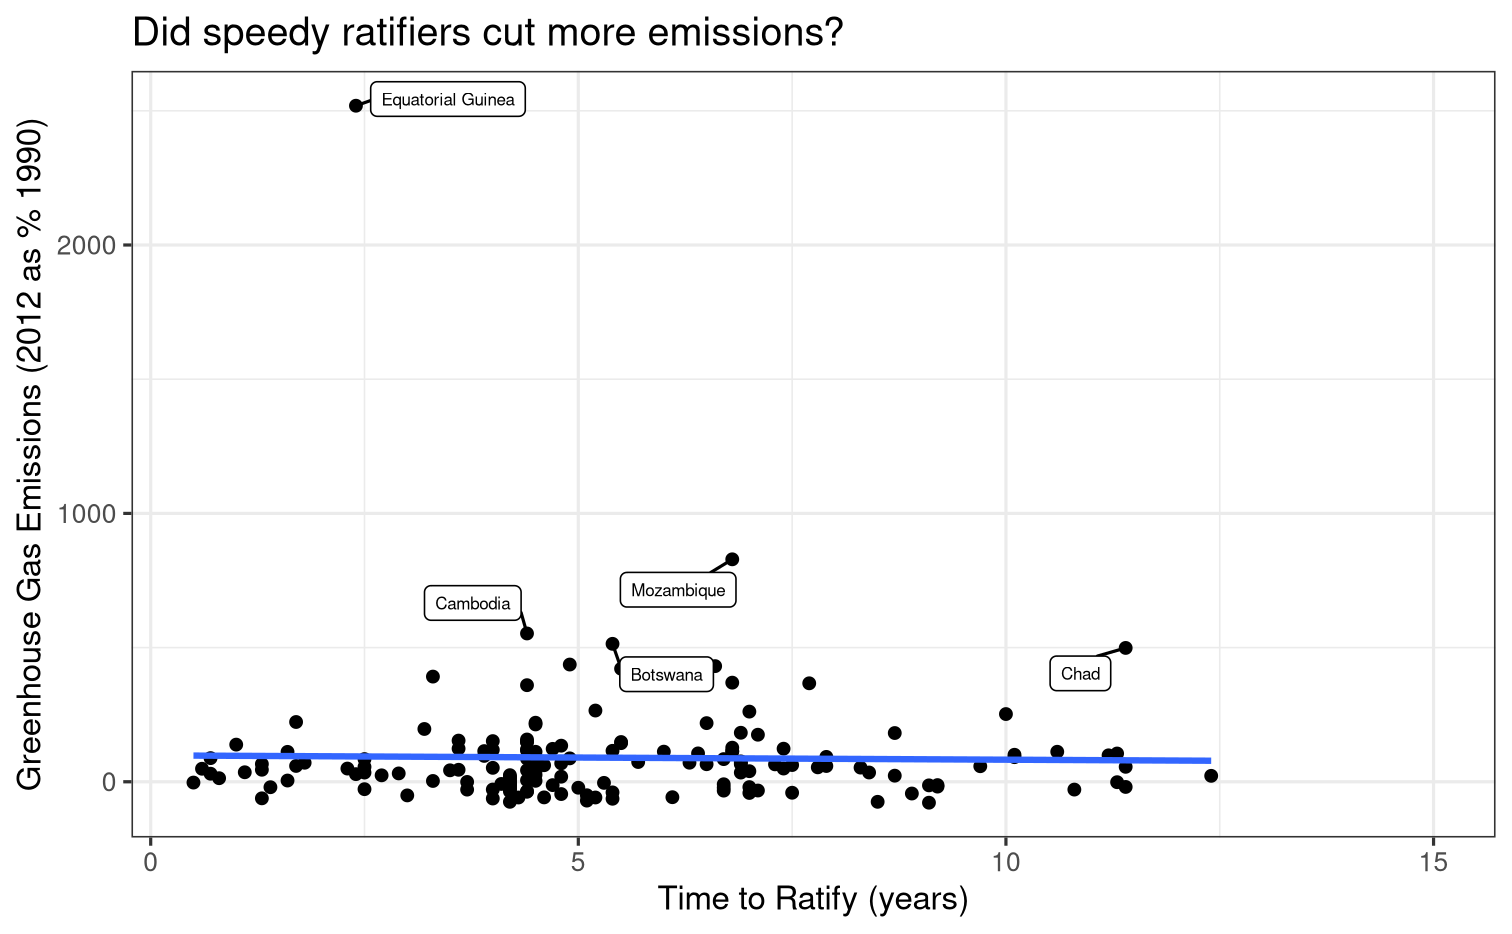 Did speedy ratifiers cut more emissions?
Greenhouse Gas Emissions (2012 as % 1990)
Equatorial Guinea
2000
1000
Mozambique
Cambodia
Botswana
Chad
0
0
5
10
15
Time to Ratify (years)